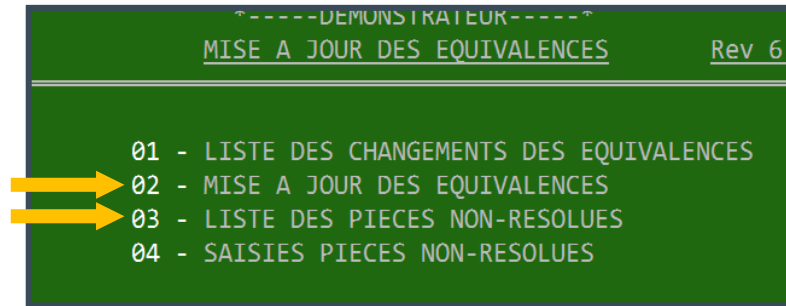 *-----DEMONSTRATEUR-----*
MISE A JOUR DES EQUIVALENCES Rev 6
01 - LISTE DES CHANGEMENTS DES EQUIVALENCES
02 - MISE A JOUR DES EQUIVALENCES
03 - LISTE DES PIECES NON-RESOLUES
04 - SAISIES PIECES NON-RESOLUES